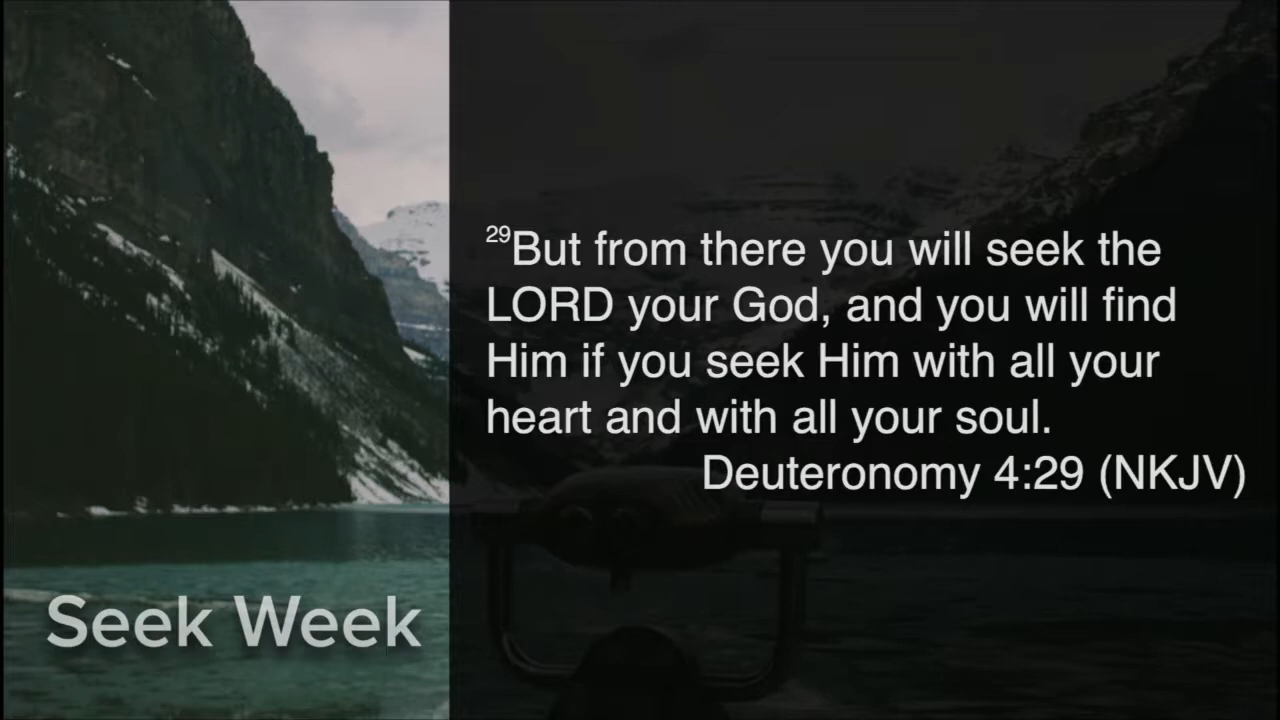 ²⁹But from there you will seek the
LORD your God, and you will find
Him if you seek Him with all your
heart and with all your soul.
Deuteronomy 4:29 (NKJV)
Seek Week